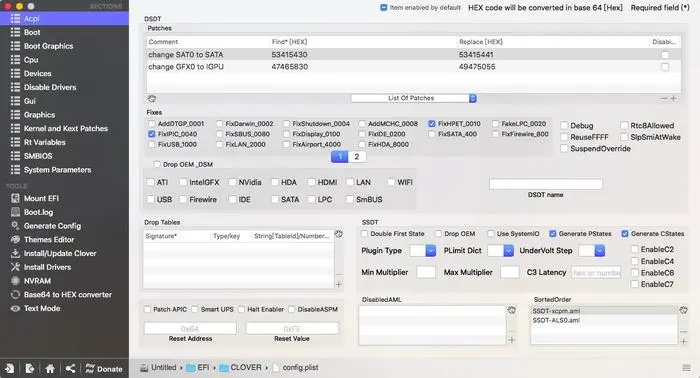 SECTIONS
Item enabled by default HEX code will be converted in base 64 [Hex] Required field (*)
Acpi
Boot
Boot Graphics
Cpu
Devices
Disable Drivers
Gui
Graphics
Kernel and Kext Patches
Rt Variables
SMBIOS
System Parameters
TOOLS
Mount EFI
Boot.log
Generate Config
Themes Editor
Install/Update Clover
Install Drivers
NVRAM
Base64 to HEX converter
Text Mode
Donate
DSDT
Patches
Comment Find* [HEX] Replace [HEX] Disabl...
change SAT0 to SATA 53415430 53415441
change GFX0 to IGPU 47465830 49475055
List Of Patches
Fixes
AddDTGP_0001 FixDarwin_0002 FixShutdown_0004 AddMCHC_0008 FixHPET_0010 FakeLPC_0020
FixIPIC_0040 FixSBUS_0080 FixDisplay_0100 FixIDE_0200 FixSATA_400 FixFirewire_800
FixUSB_1000 FixLAN_2000 FixAirport_4000 FixHDA_8000
Debug Rtc8Allowed
ReuseFFFF SlpSmiAtWake
SuspendOverride
1 2
Drop OEM _DSM
ATI IntelGFX NVidia HDA HDMI LAN WIFI
USB Firewire IDE SATA LPC SmBUS
DSDT name
Drop Tables
Signature* Type/key String[TableId]/Number...
SSDT
Double First State Drop OEM Use SystemIO Generate PStates Generate CStates
Plugin Type PLimit Dict UnderVolt Step
EnableC2
EnableC4
EnableC6
EnableC7
Min Multiplier Max Multiplier C3 Latency hex or numbe
Patch APIC Smart UPS Halt Enabler DisableASPM
0x64 0xFE
Reset Address Reset Value
DisabledAML
SortedOrder
SSDT-xcpm.aml
SSDT-ALS0.aml
Untitled EFI CLOVER config.plist